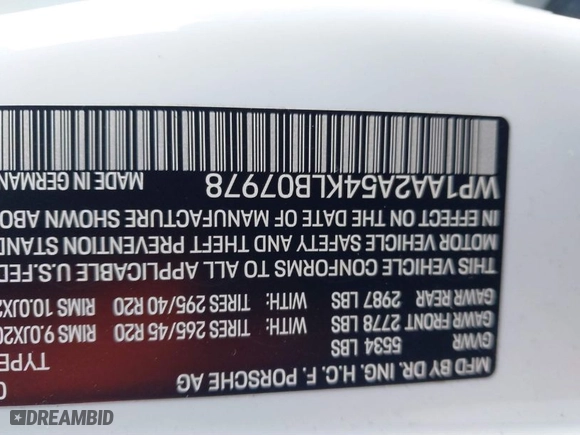 MFD BY DR. ING. H.C. F. PORSCHE AG
GVWR 5534 LBS TYPE
GAWR FRONT 2778 LBS WITH: TIRES 265/45 R20 RIMS 9.0JX20
GAWR REAR 2987 LBS WITH: TIRES 295/40 R20 RIMS 10.0JX2
THIS VEHICLE CONFORMS TO ALL APPLICABLE U.S.FED
MOTOR VEHICLE SAFETY AND THEFT PREVENTION STAND
IN EFFECT ON THE DATE OF MANUFACTURE SHOWN ABO
WP1AA2A54KLB07978 MADE IN GERMAN
DREAMBID